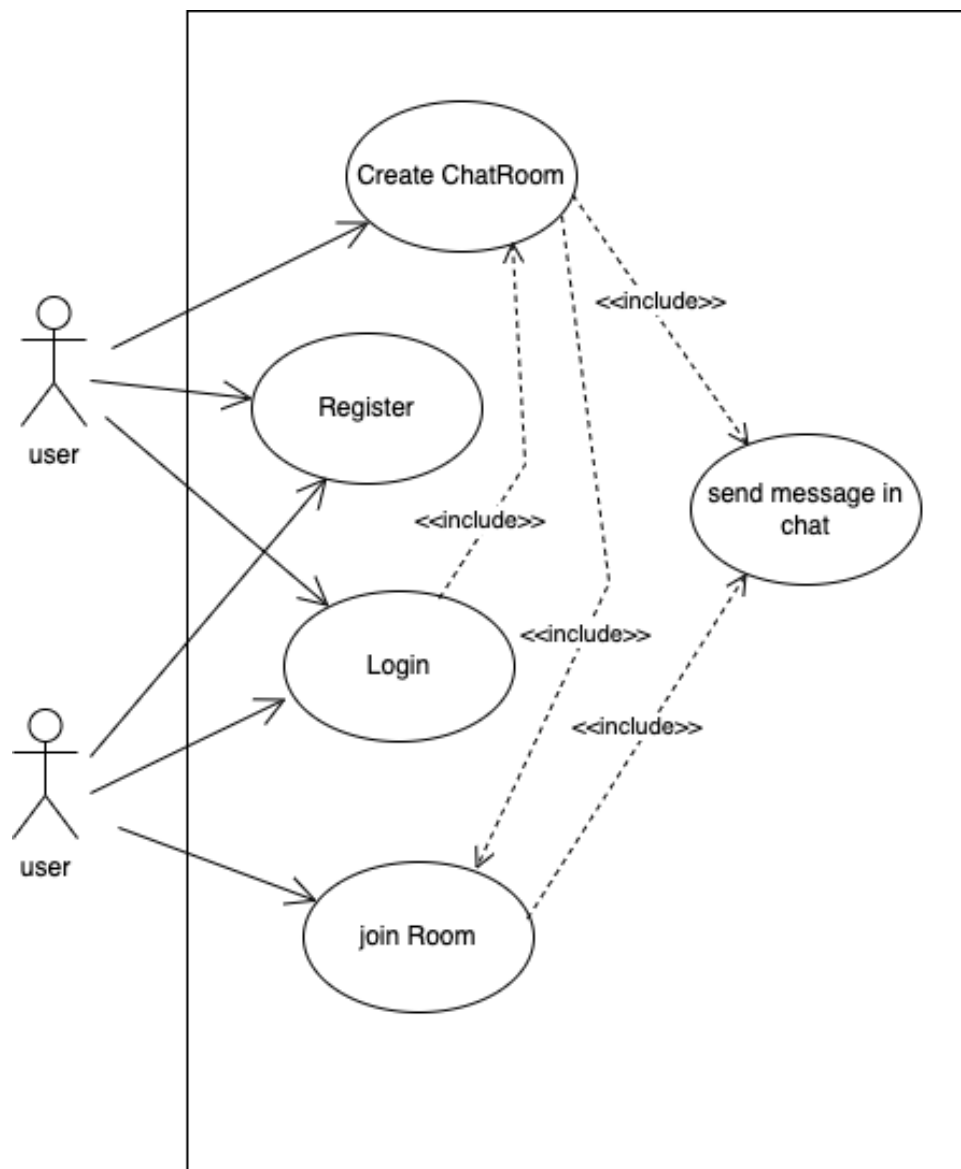 Create ChatRoom
<<include>>
Register
user
send message in
chat
<<include>>
<<include>>
Login
<<include>>
user
join Room